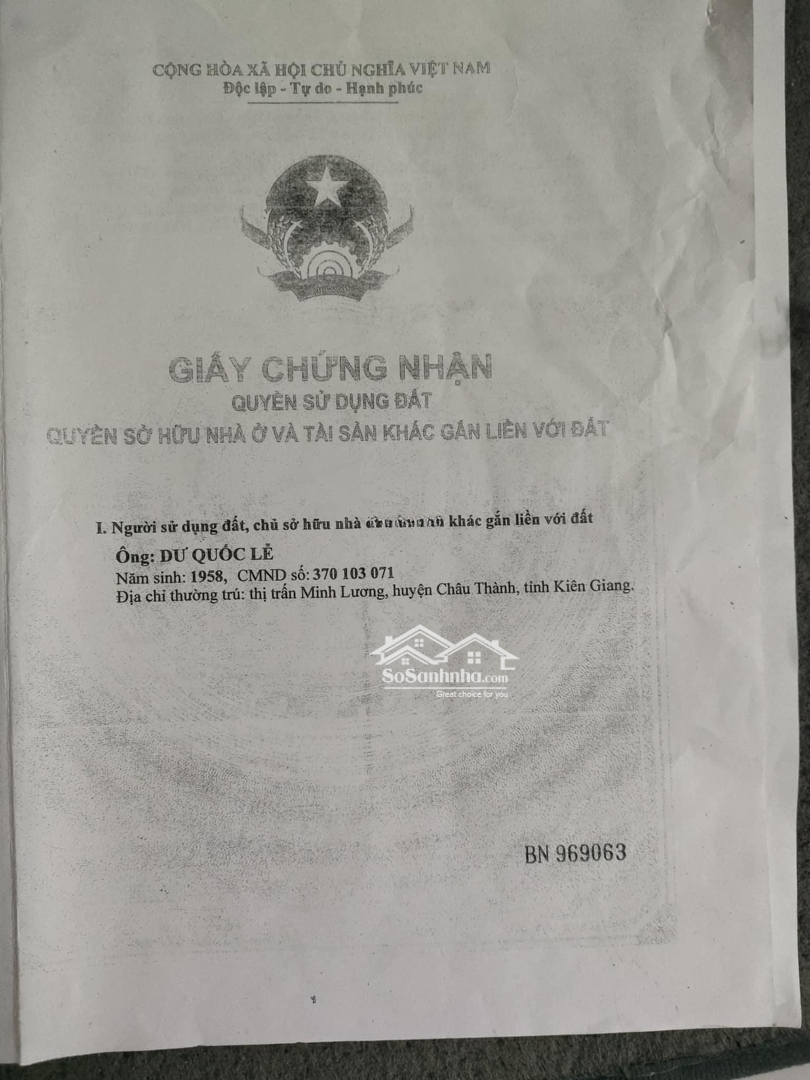 CỘNG HÒA XÃ HỘI CHỦ NGHĨA VIỆT NAM
Độc lập - Tự do - Hạnh phúc
GIẤY CHỨNG NHẬN
QUYỀN SỬ DỤNG ĐẤT
QUYỀN SỞ HỮU NHÀ Ở VÀ TÀI SẢN KHÁC GẮN LIỀN VỚI ĐẤT
I. Người sử dụng đất, chủ sở hữu nhà khác gắn liền với đất
Ông: DƯ QUỐC LẺ
Năm sinh: 1958, CMND số: 370 103 071
Địa chỉ thường trú: thị trấn Minh Lương, huyện Châu Thành, tỉnh Kiên Giang.
SoSanhnha.com
Great choice for you
BN 969063